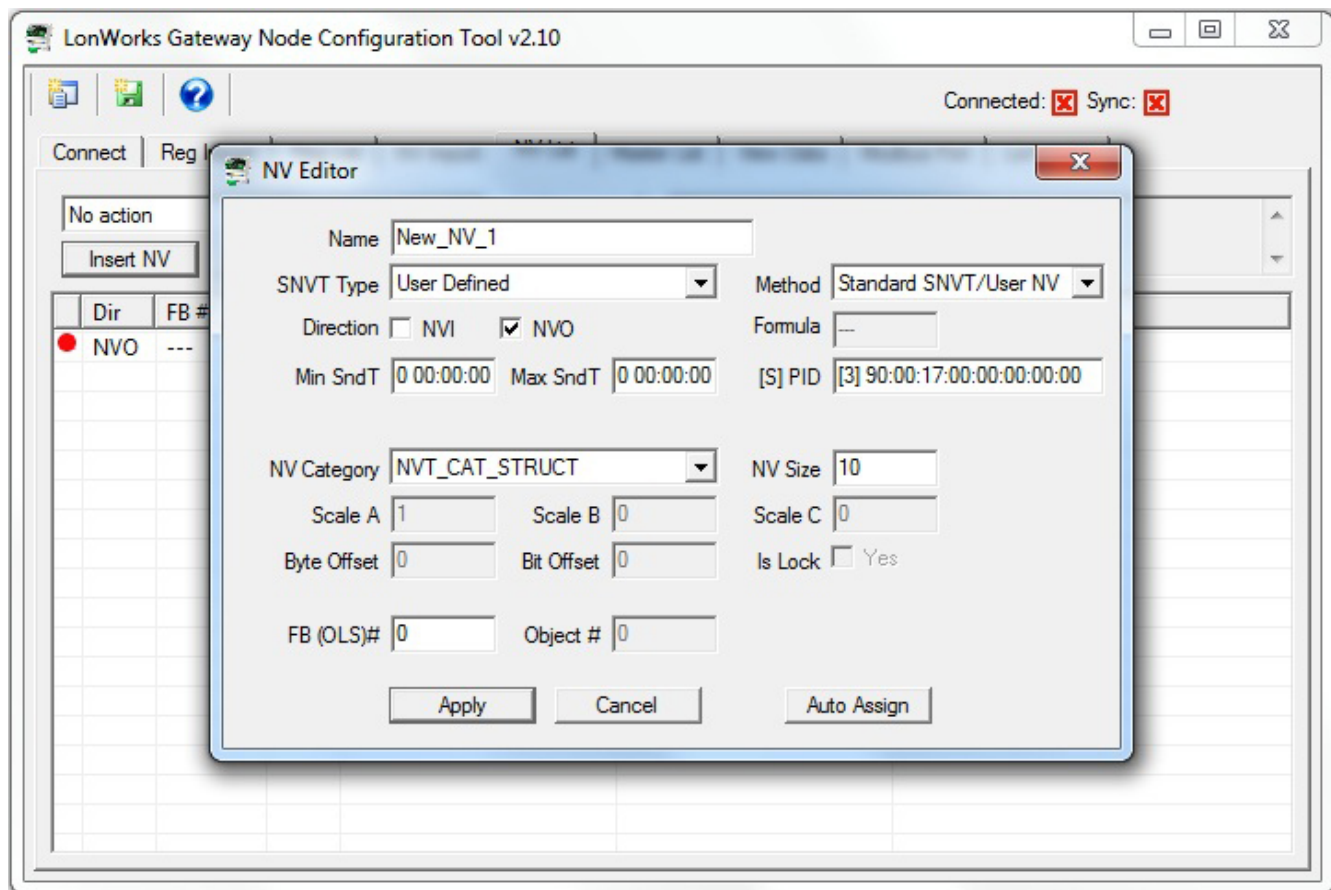 LonWorks Gateway Node Configuration Tool v2.10
Connected: Sync:
Connect Reg
NV Editor
No action
Insert NV
Dir FB #
NVO ---
Name New_NV_1
SNVT Type User Defined Method Standard SNVT/User NV
Direction NVI NVO Formula ---
Min SndT 0 00:00:00 Max SndT 0 00:00:00 [S] PID [3] 90:00:17:00:00:00:00:00
NV Category NVT_CAT_STRUCT NV Size 10
Scale A 1 Scale B 0 Scale C 0
Byte Offset 0 Bit Offset 0 Is Lock Yes
FB (OLS)# 0 Object # 0
Apply Cancel Auto Assign